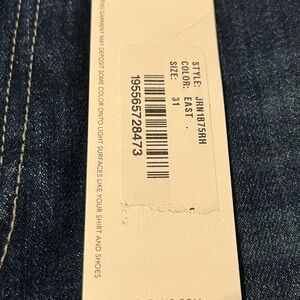 THIS GARMENT MAY DEPOSIT SOME COLOR ONTO LIGHT SURFACES LIKE YOUR SHIRT AND SHOES
STYLE: JRN1B75RH
COLOR: EAST .
SIZE: 31
195565728473